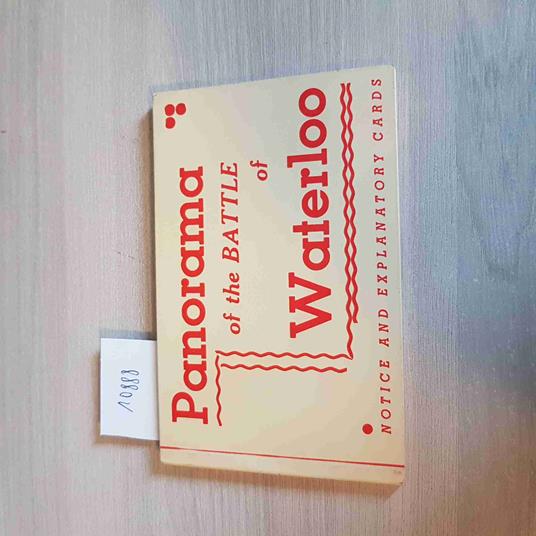 Panorama
of the BATTLE
of
Waterloo
NOTICE AND EXPLANATORY CARDS
10888